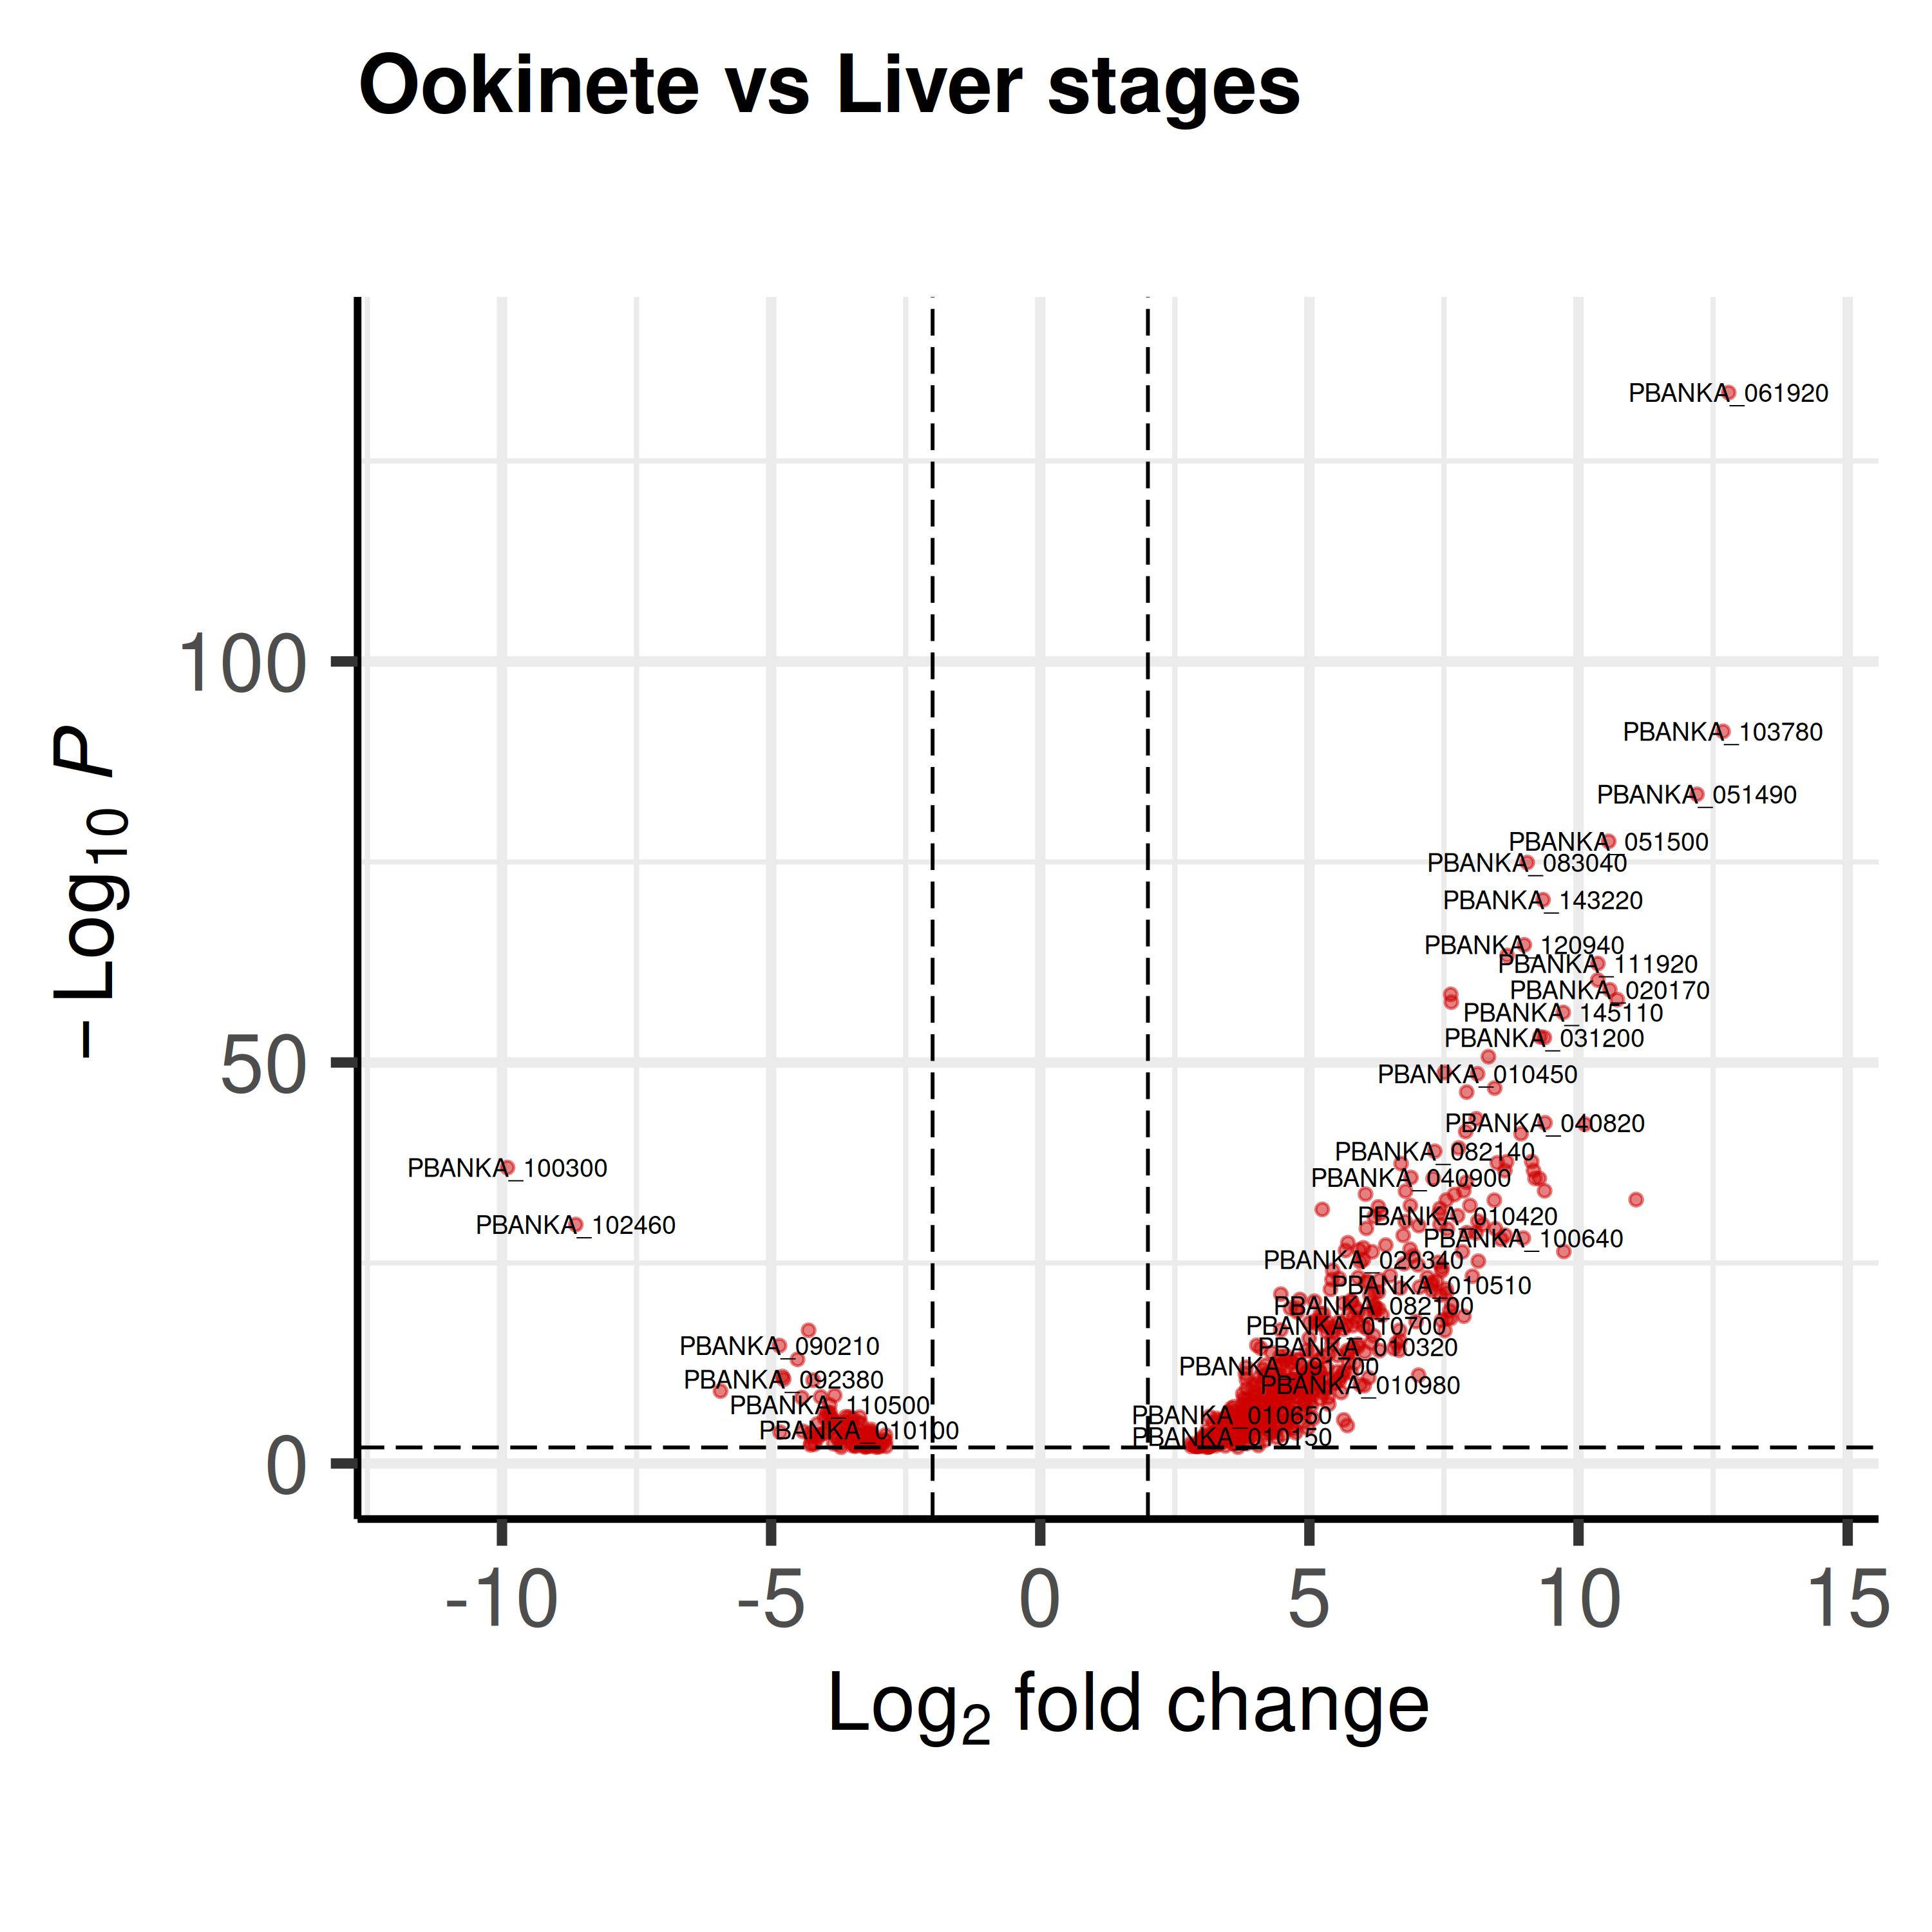 Ookinete vs Liver stages
− Log10 P
100
50
0
PBANKA_061920
PBANKA_103780
PBANKA_051490
PBANKA_051500
PBANKA_083040
PBANKA_143220
PBANKA_120940
PBANKA_111920
PBANKA_020170
PBANKA_145110
PBANKA_031200
PBANKA_010450
PBANKA_040820
PBANKA_082140
PBANKA_100300
PBANKA_040900
PBANKA_010420
PBANKA_102460
PBANKA_100640
PBANKA_020340
PBANKA_010510
PBANKA_082100
PBANKA_010700
PBANKA_090210
PBANKA_010320
PBANKA_091700
PBANKA_092380
PBANKA_010980
PBANKA_110500
PBANKA_010650
PBANKA_010100
PBANKA_010150
-10 -5 0 5 10 15
Log2 fold change